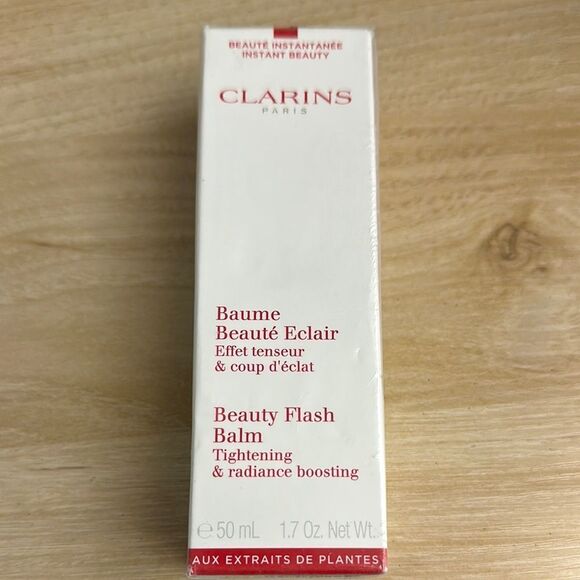 BEAUTÉ INSTANTANÉE
INSTANT BEAUTY
CLARINS
PARIS
Baume
Beauté Eclair
Effet tenseur
& coup d'éclat
Beauty Flash
Balm
Tightening
& radiance boosting
℮ 50 mL 1.7 Oz. Net Wt.
AUX EXTRAITS DE PLANTES